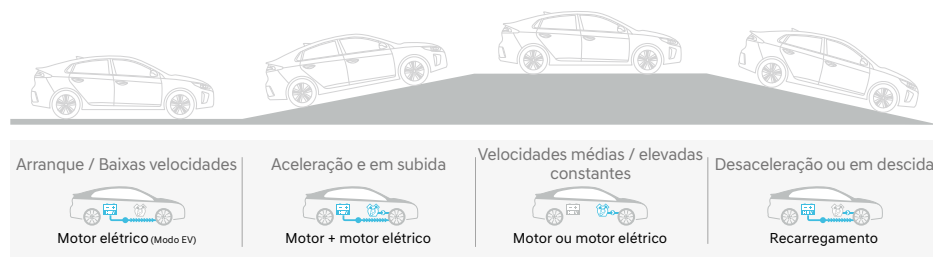 Arranque / Baixas velocidades
Motor elétrico (Modo EV)
Aceleração e em subida
Motor + motor elétrico
Velocidades médias / elevadas
constantes
Motor ou motor elétrico
Desaceleração ou em descida
Recarregamento